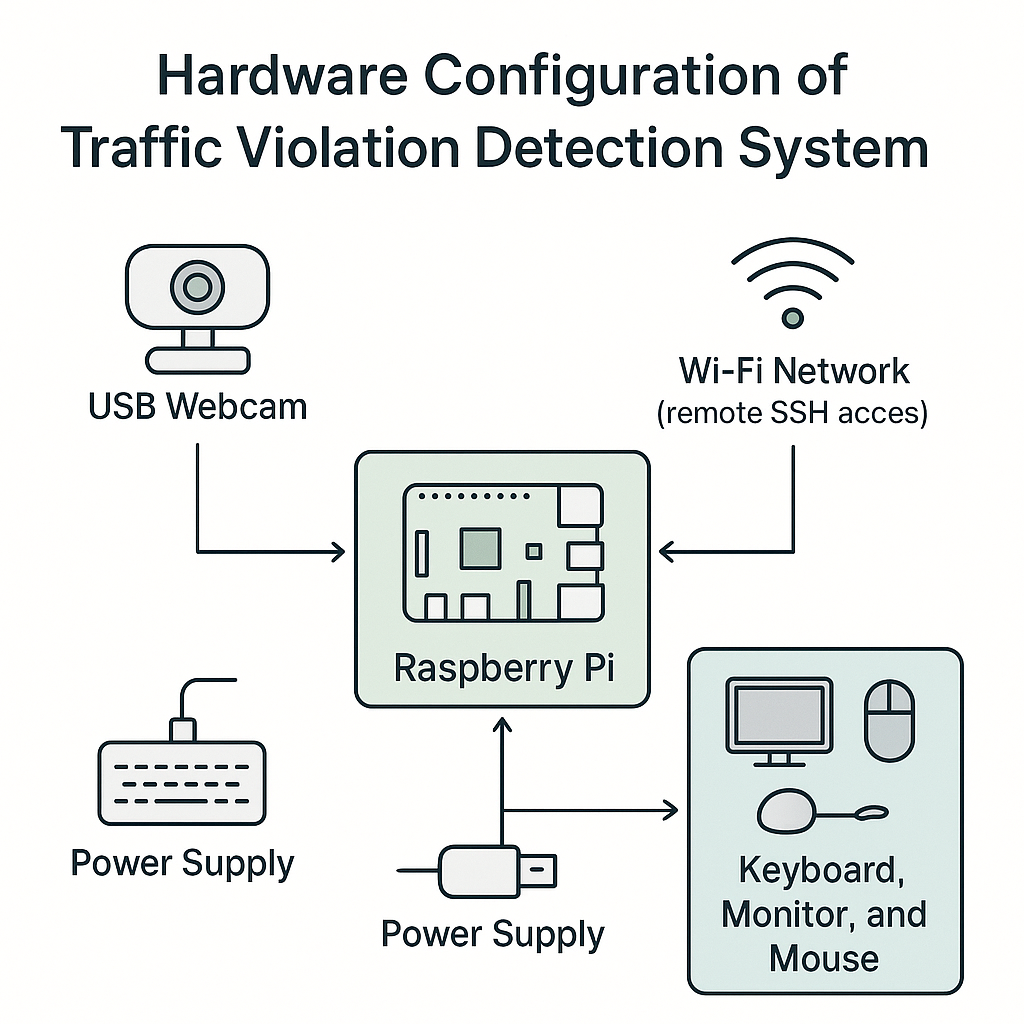 Hardware Configuration of
Traffic Violation Detection System
USB Webcam
Wi-Fi Network
(remote SSH acces)
Raspberry Pi
Power Supply
Power Supply
Keyboard,
Monitor, and
Mouse